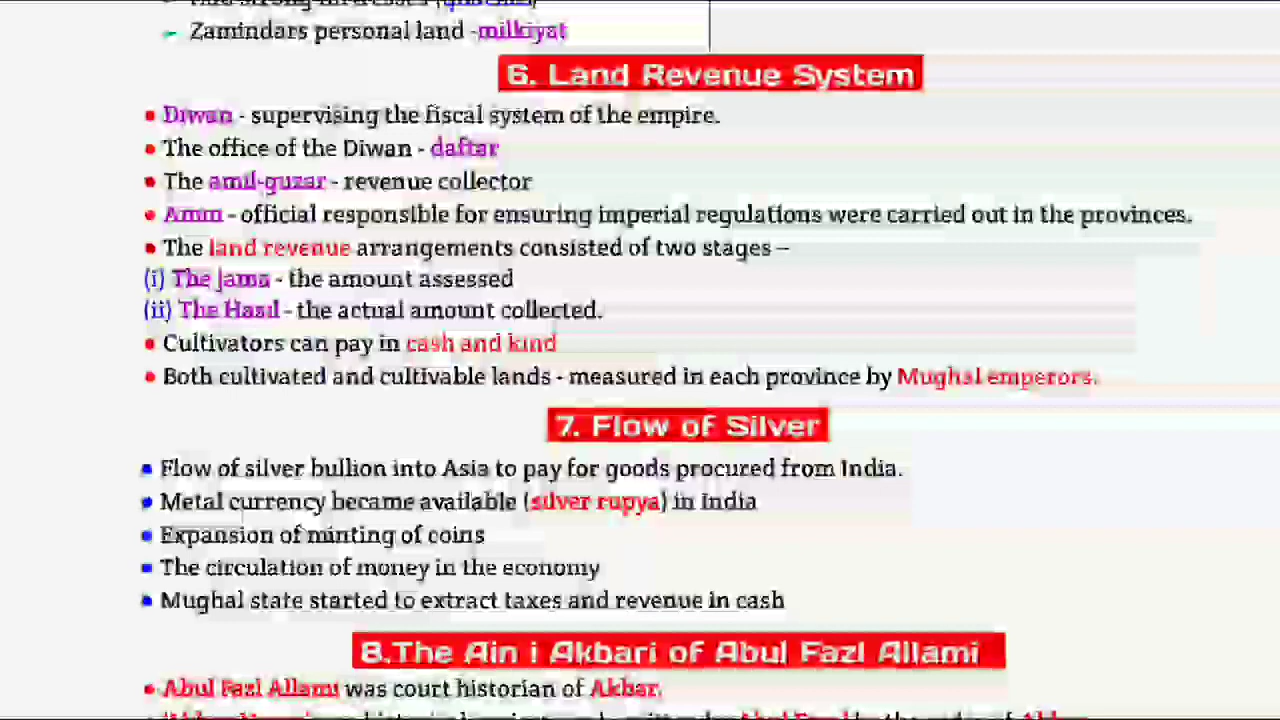 Zamindars personal land -milkiyat
6. Land Revenue System
• Diwan - supervising the fiscal system of the empire.
• The office of the Diwan - daftar
• The amil-guzar - revenue collector
• Amin - official responsible for ensuring imperial regulations were carried out in the provinces.
• The land revenue arrangements consisted of two stages –
(i) The Jama - the amount assessed
(ii) The Hasil - the actual amount collected.
• Cultivators can pay in cash and kind
• Both cultivated and cultivable lands - measured in each province by Mughal emperors.
7. Flow of Silver
• Flow of silver bullion into Asia to pay for goods procured from India.
• Metal currency became available (silver rupya) in India
• Expansion of minting of coins
• The circulation of money in the economy
• Mughal state started to extract taxes and revenue in cash
8.The Ain i Akbari of Abul Fazl Allami
• Abul Fazl Allami was court historian of Akbar.